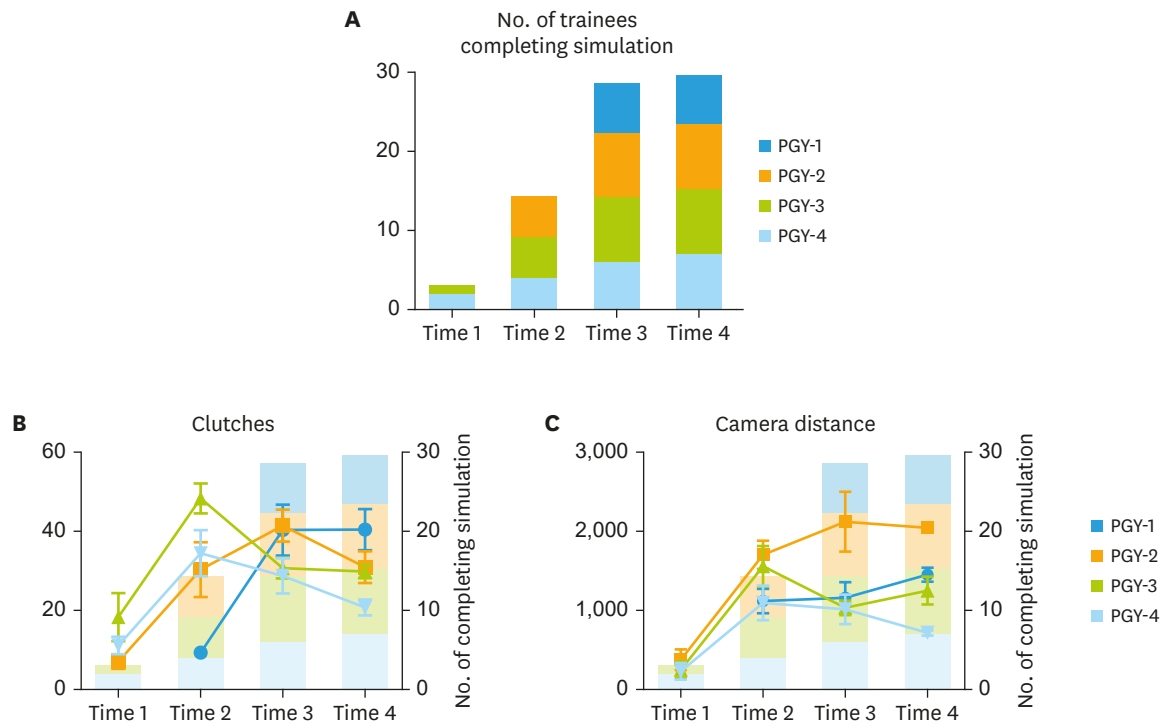 A
No. of trainees
completing simulation
30
20
10
0
Time 1 Time 2 Time 3 Time 4
PGY-1
PGY-2
PGY-3
PGY-4
B
Clutches
60
40
20
0
30
20
10
0
No. of completing simulation
Time 1 Time 2 Time 3 Time 4
C
Camera distance
3,000
2,000
1,000
0
30
20
10
0
No. of completing simulation
Time 1 Time 2 Time 3 Time 4
PGY-1
PGY-2
PGY-3
PGY-4